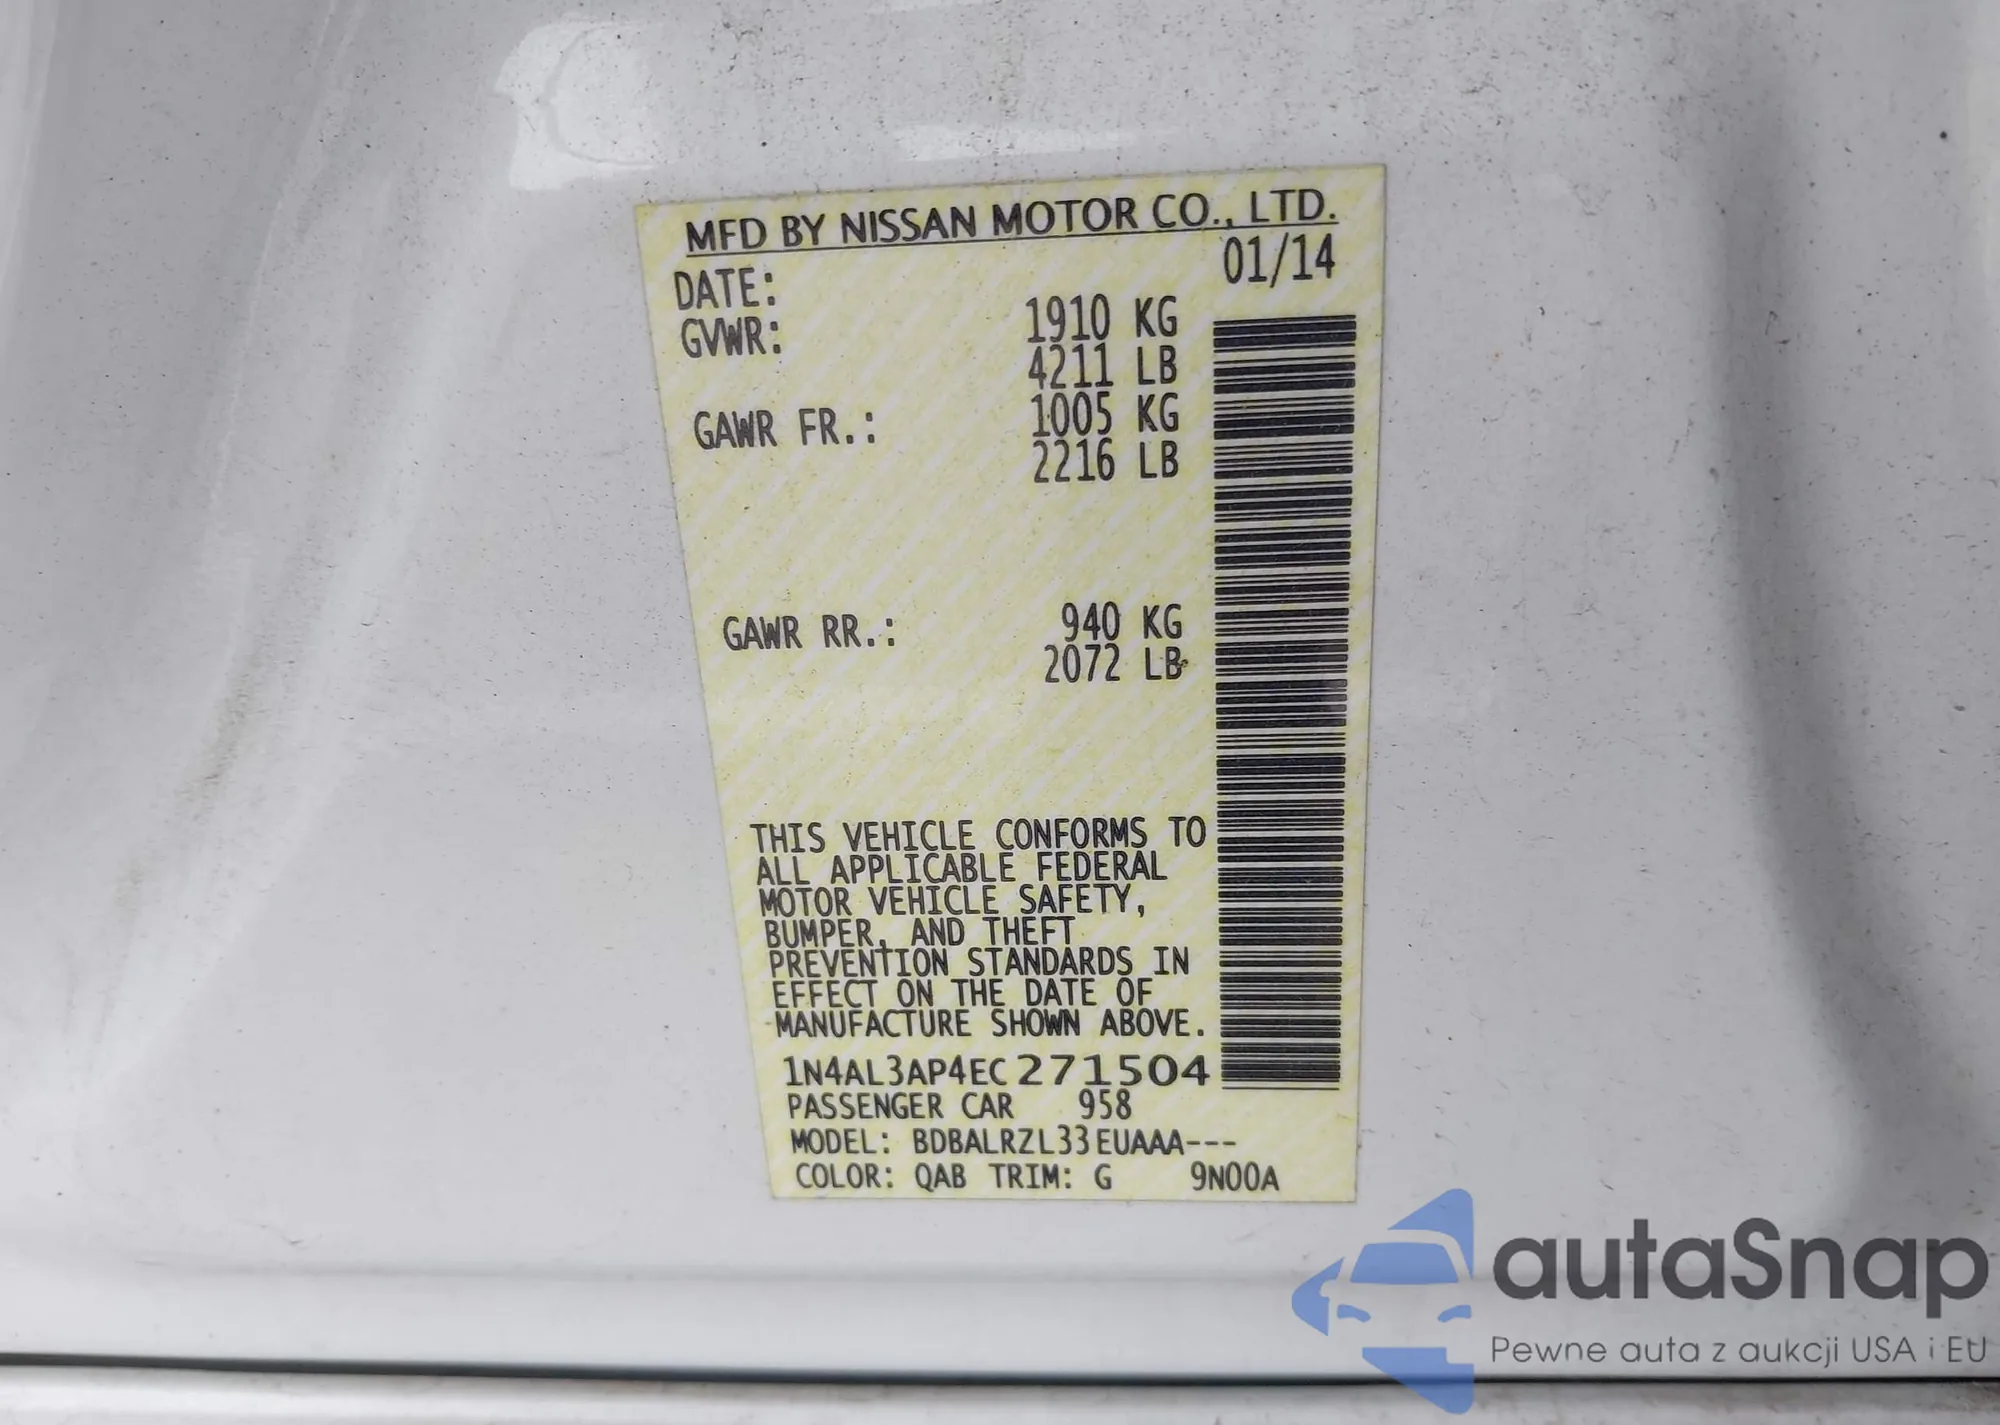 MFD BY NISSAN MOTOR CO., LTD.
DATE: 01/14
GVWR: 1910 KG
4211 LB
GAWR FR.: 1005 KG
2216 LB
GAWR RR.: 940 KG
2072 LB
THIS VEHICLE CONFORMS TO
ALL APPLICABLE FEDERAL
MOTOR VEHICLE SAFETY,
BUMPER, AND THEFT
PREVENTION STANDARDS IN
EFFECT ON THE DATE OF
MANUFACTURE SHOWN ABOVE.
1N4AL3AP4EC271504
PASSENGER CAR 958
MODEL: BDBALRZL33EUAAA---
COLOR: QAB TRIM: G 9N00A
autaSnap
Pewne auta z aukcji USA i EU